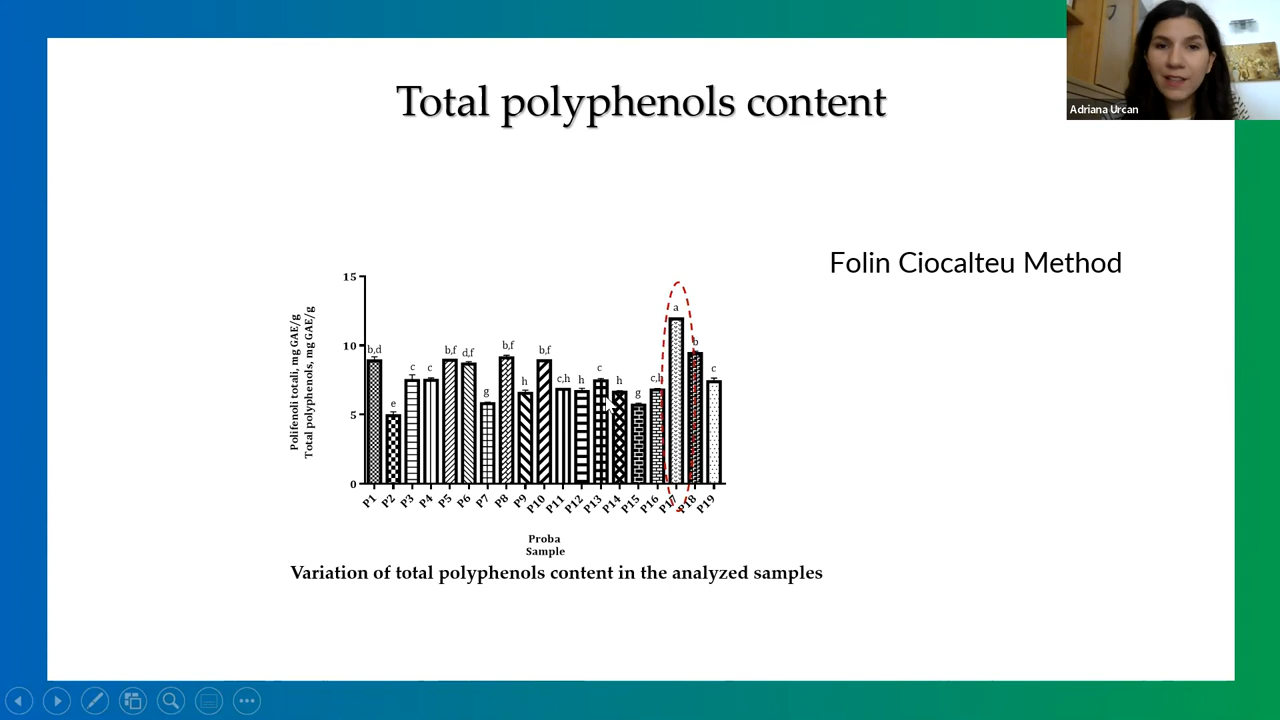 Total polyphenols content
Adriana Urcan
Folin Ciocalteu Method
Polifenoli totali, mg GAE/g
Total polyphenols, mg GAE/g
15
10
5
0
b,d
e
c
c
b,f
d,f
g
b,f
h
b,f
c,h
h
c
h
g
c,h
a
b
c
P1
P2
P3
P4
P5
P6
P7
P8
P9
P10
P11
P12
P13
P14
P15
P16
P17
P18
P19
Proba
Sample
Variation of total polyphenols content in the analyzed samples